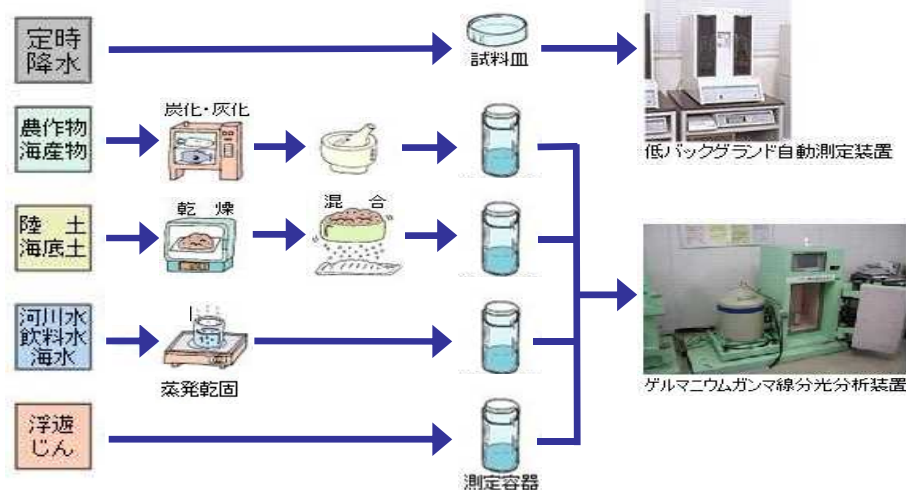 定時
降水
試料皿
低バックグランド自動測定装置
農作物
海産物
炭化・灰化
陸 土
海底土
乾 燥
混 合
河川水
飲料水
海水
蒸発乾固
ゲルマニウムガンマ線分光分析装置
浮遊
じん
測定容器